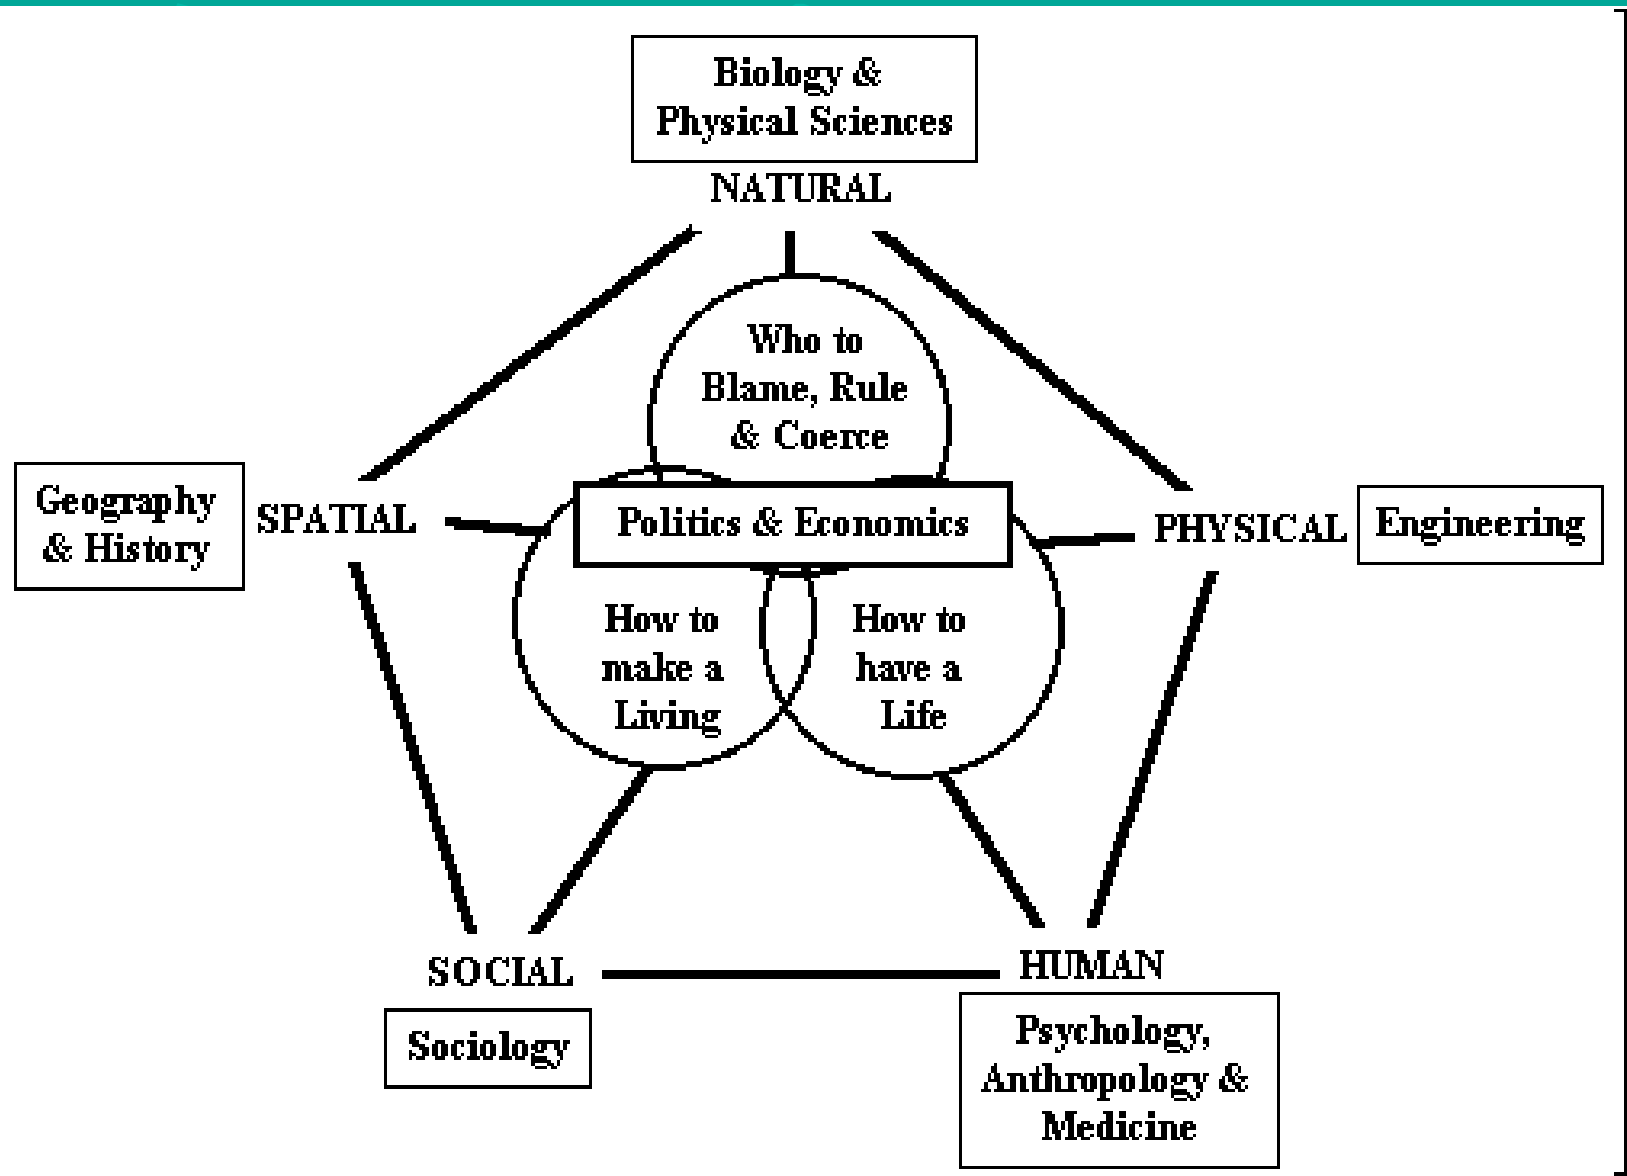 Biology &
Physical Sciences
NATURAL
Who to
Blame, Rule
& Coerce
Geography
& History
SPATIAL
Politics & Economics
PHYSICAL
Engineering
How to
make a
Living
How to
have a
Life
SOCIAL
Sociology
HUMAN
Psychology,
Anthropology &
Medicine